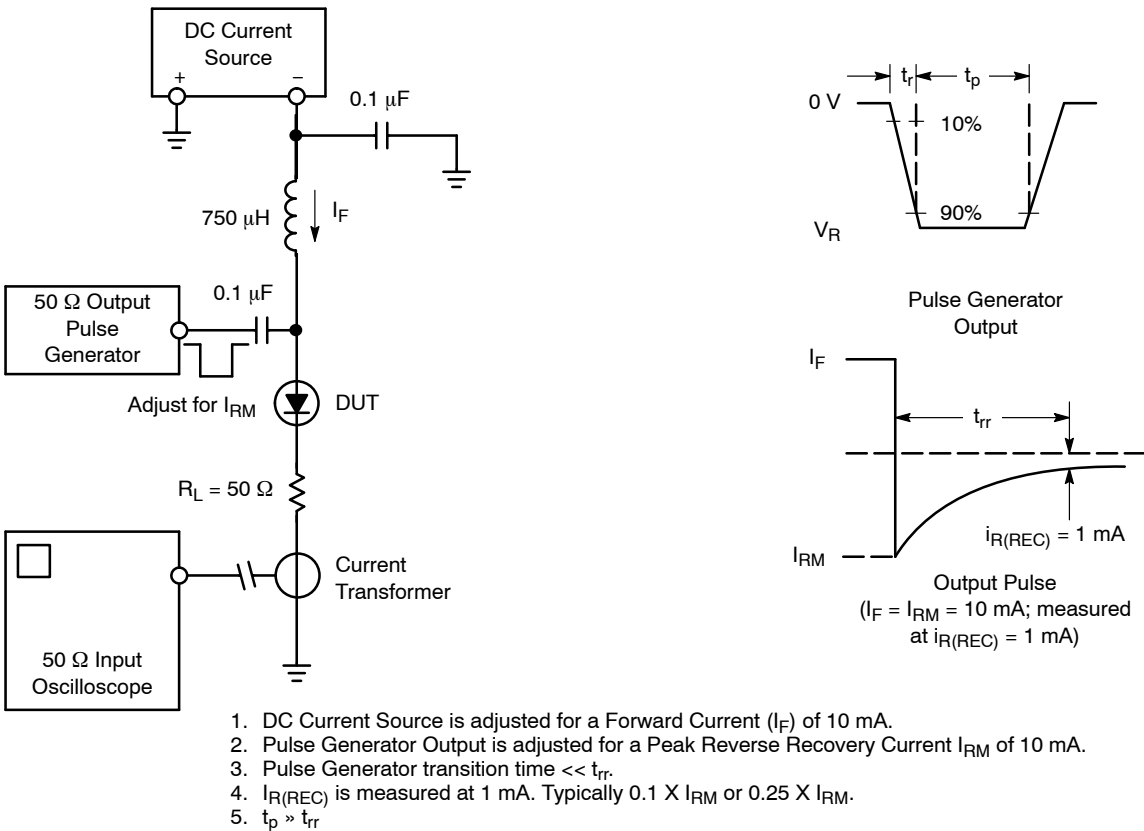 DC Current
Source
+ −
0.1 μF
750 μH
I_F
50 Ω Output
Pulse
Generator
0.1 μF
Adjust for I_RM
DUT
R_L = 50 Ω
Current
Transformer
50 Ω Input
Oscilloscope
t_r t_p
0 V
10%
90%
V_R
Pulse Generator
Output
I_F
t_rr
i_R(REC) = 1 mA
I_RM
Output Pulse
(I_F = I_RM = 10 mA; measured
at i_R(REC) = 1 mA)
1. DC Current Source is adjusted for a Forward Current (I_F) of 10 mA.
2. Pulse Generator Output is adjusted for a Peak Reverse Recovery Current I_RM of 10 mA.
3. Pulse Generator transition time << t_rr.
4. I_R(REC) is measured at 1 mA. Typically 0.1 X I_RM or 0.25 X I_RM.
5. t_p » t_rr